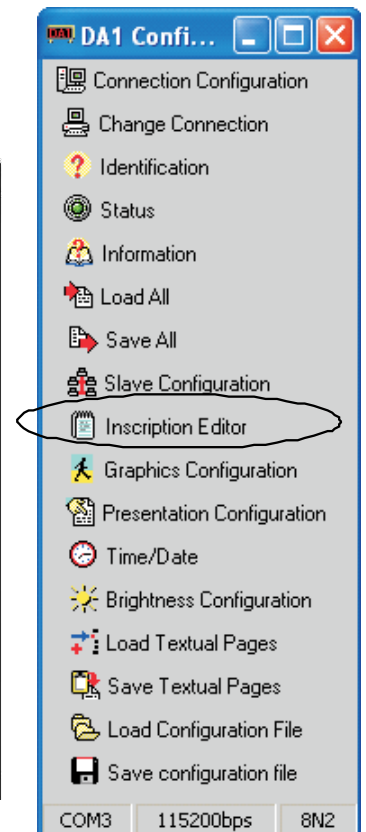 DA1 DA1 Confi...
Connection Configuration
Change Connection
Identification
Status
Information
Load All
Save All
Slave Configuration
Inscription Editor
Graphics Configuration
Presentation Configuration
Time/Date
Brightness Configuration
Load Textual Pages
Save Textual Pages
Load Configuration File
Save configuration file
COM3 115200bps 8N2